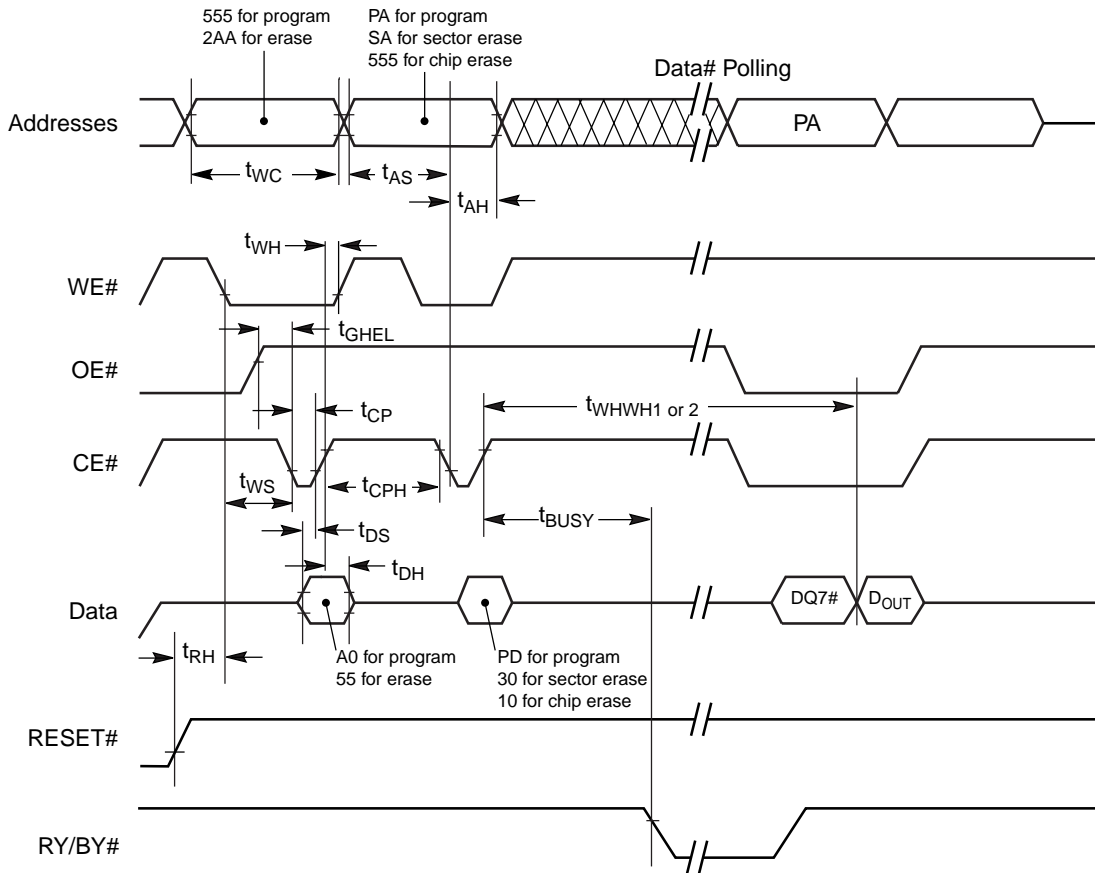 555 for program
2AA for erase
PA for program
SA for sector erase
555 for chip erase
Data# Polling
Addresses
PA
tWC
tAS
tAH
tWH
WE#
tGHEL
OE#
tWHWH1 or 2
tCP
CE#
tWS
tCPH
tBUSY
tDS
tDH
Data
DQ7#
DOUT
tRH
A0 for program
55 for erase
PD for program
30 for sector erase
10 for chip erase
RESET#
RY/BY#